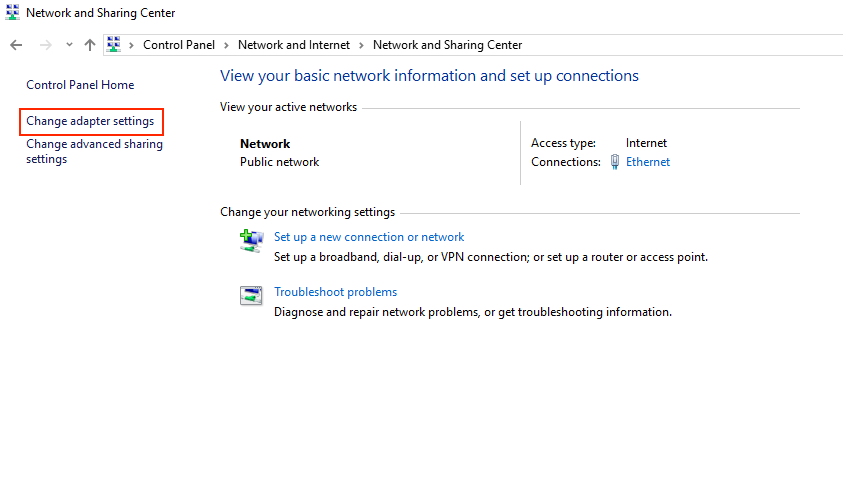 Network and Sharing Center
Control Panel > Network and Internet > Network and Sharing Center
Control Panel Home
Change adapter settings
Change advanced sharing
settings
View your basic network information and set up connections
View your active networks
Network
Public network
Access type: Internet
Connections: Ethernet
Change your networking settings
Set up a new connection or network
Set up a broadband, dial-up, or VPN connection; or set up a router or access point.
Troubleshoot problems
Diagnose and repair network problems, or get troubleshooting information.